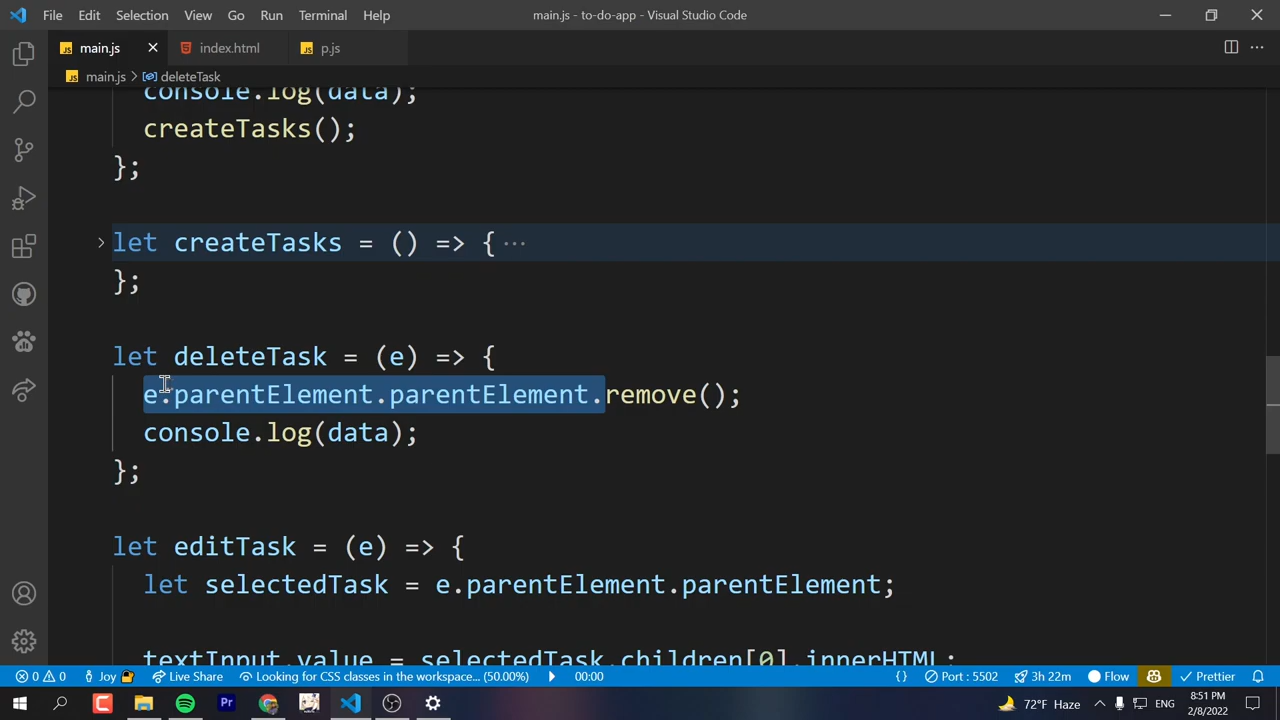 File Edit Selection View Go Run Terminal Help main.js - to-do-app - Visual Studio Code
JS main.js index.html JS p.js
JS main.js > deleteTask
console.log(data);
createTasks();
};
let createTasks = () => { ···
};
let deleteTask = (e) => {
e.parentElement.parentElement.remove();
console.log(data);
};
let editTask = (e) => {
let selectedTask = e.parentElement.parentElement;
textInput.value = selectedTask.children[0].innerHTML;
0 0 Joy Live Share Looking for CSS classes in the workspace... (50.00%) 00:00 {} Port : 5502 3h 22m Flow Prettier
Pr 72°F Haze ENG 8:51 PM
2/8/2022